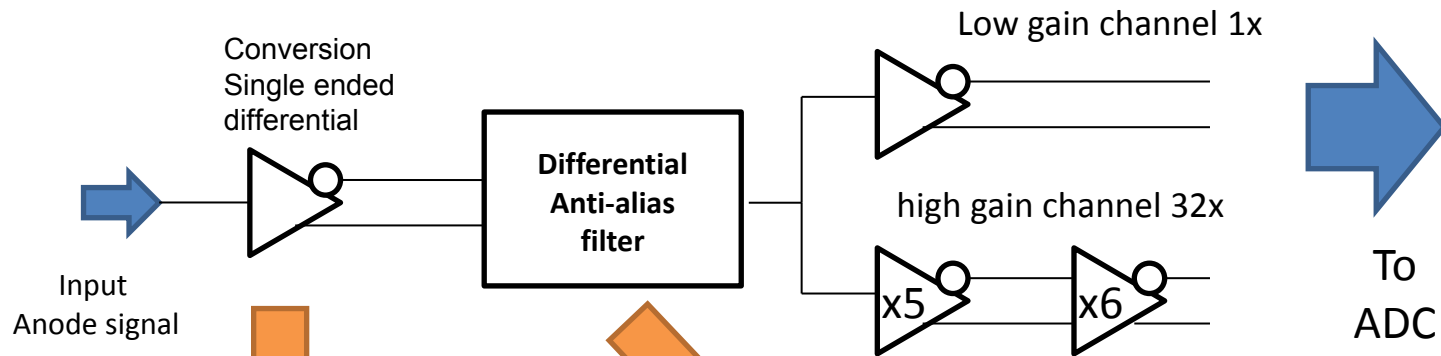 Conversion
Single ended
differential
Input
Anode signal
Differential
Anti-alias
filter
Low gain channel 1x
high gain channel 32x
x5
x6
To
ADC